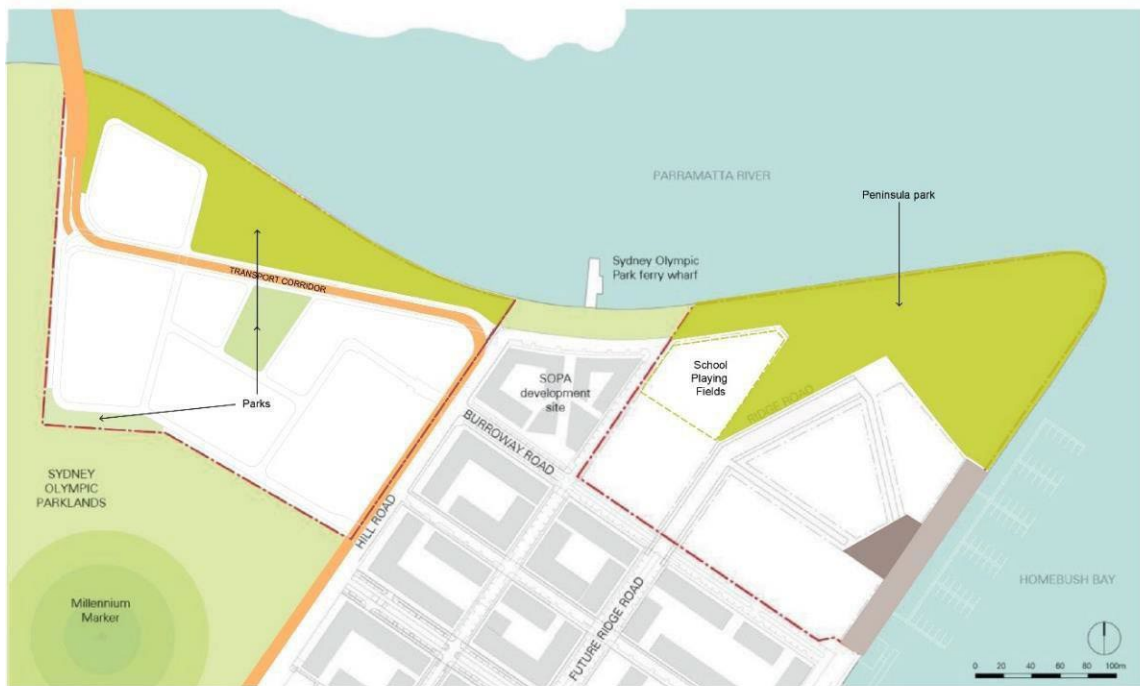 PARRAMATTA RIVER
Peninsula park
Sydney Olympic
Park ferry wharf
TRANSPORT CORRIDOR
School
Playing
Fields
SOPA
development
site
RIDGE ROAD
Parks
BURROWAY ROAD
SYDNEY
OLYMPIC
PARKLANDS
HILL ROAD
Millennium
Marker
FUTURE RIDGE ROAD
HOMEBUSH BAY
0 20 40 60 80 100m